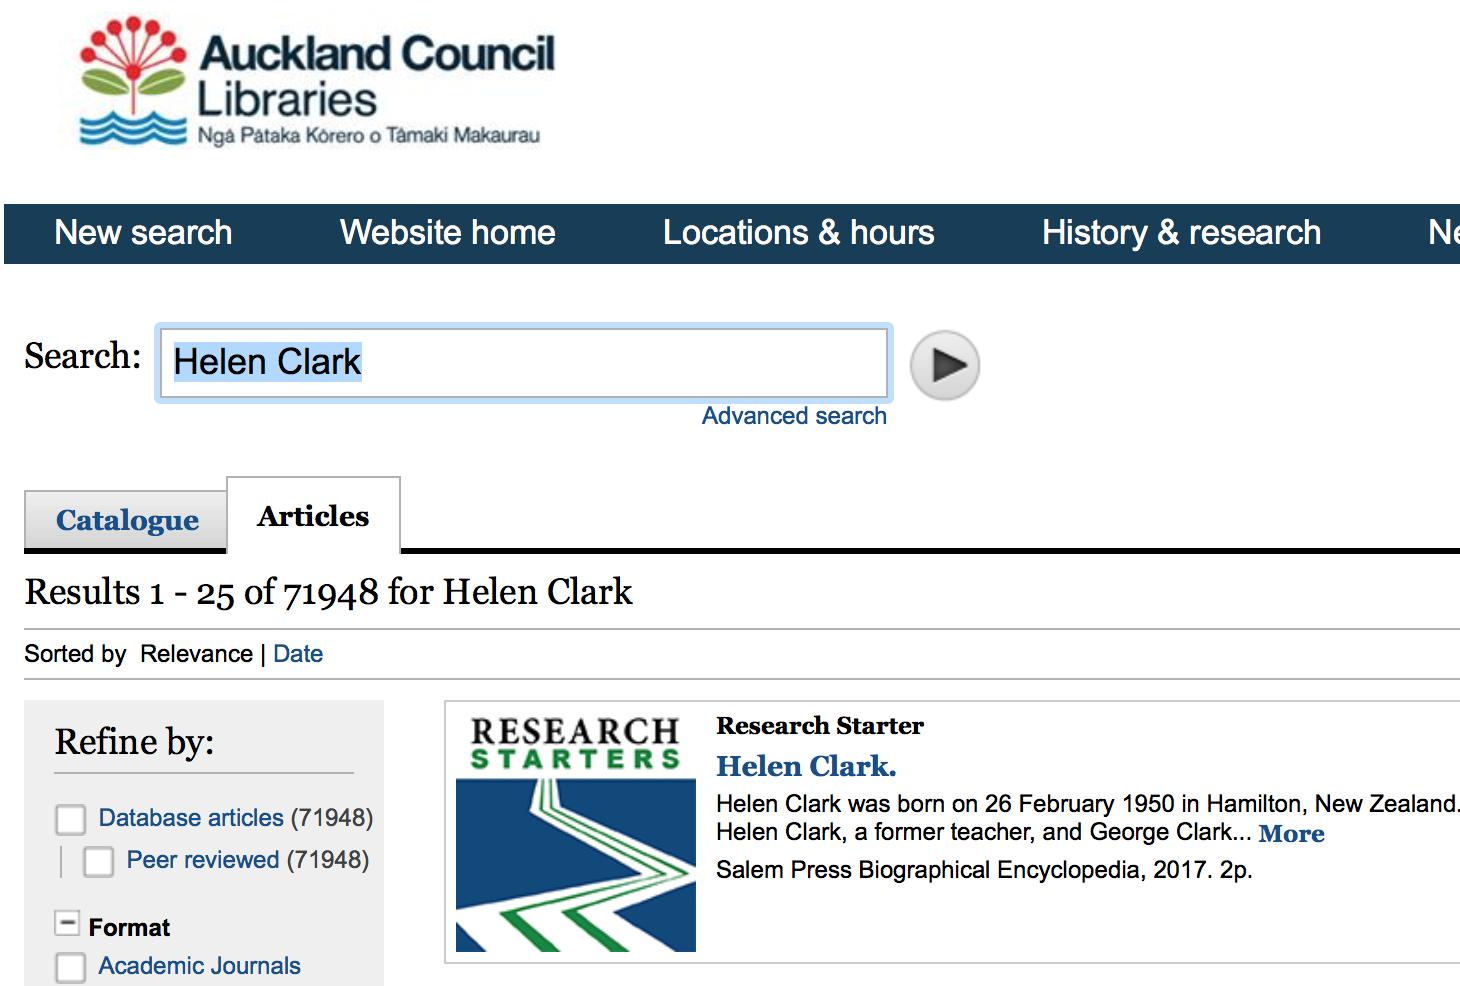 Auckland Council
Libraries
Ngā Pātaka Kōrero o Tāmaki Makaurau
New search Website home Locations & hours History & research Ne
Search: Helen Clark
Advanced search
Catalogue Articles
Results 1 - 25 of 71948 for Helen Clark
Sorted by Relevance | Date
Refine by:
Database articles (71948)
Peer reviewed (71948)
Format
Academic Journals
RESEARCH
STARTERS
Research Starter
Helen Clark.
Helen Clark was born on 26 February 1950 in Hamilton, New Zealand.
Helen Clark, a former teacher, and George Clark... More
Salem Press Biographical Encyclopedia, 2017. 2p.